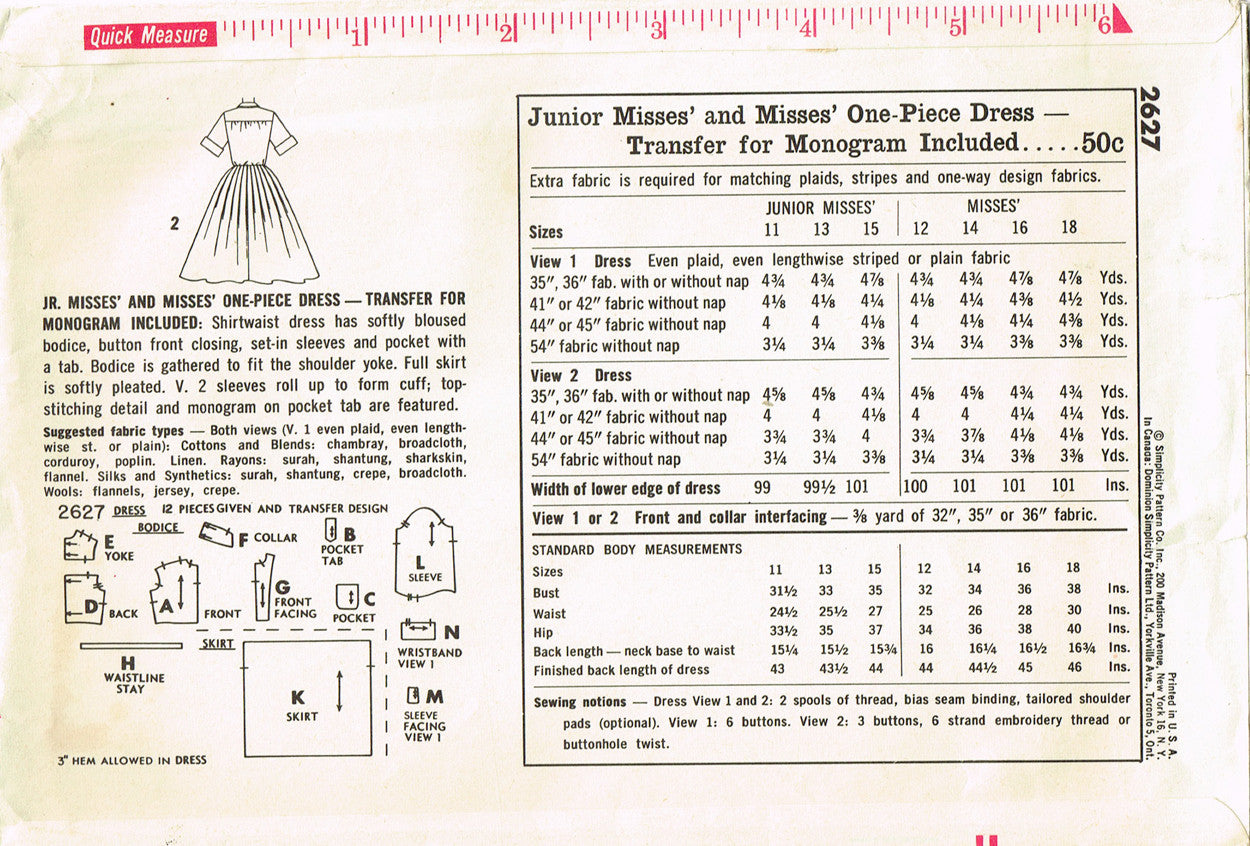 Quick Measure
1 2 3 4 5 6
2
JR. MISSES' AND MISSES' ONE-PIECE DRESS — TRANSFER FOR
MONOGRAM INCLUDED: Shirtwaist dress has softly bloused
bodice, button front closing, set-in sleeves and pocket with
a tab. Bodice is gathered to fit the shoulder yoke. Full skirt
is softly pleated. V. 2 sleeves roll up to form cuff; top-
stitching detail and monogram on pocket tab are featured.
Suggested fabric types — Both views (V. 1 even plaid, even length-
wise st. or plain): Cottons and Blends: chambray, broadcloth,
corduroy, poplin. Linen. Rayons: surah, shantung, sharkskin,
flannel. Silks and Synthetics: surah, shantung, crepe, broadcloth.
Wools: flannels, jersey, crepe.
2627 DRESS 12 PIECES GIVEN AND TRANSFER DESIGN
BODICE
E
YOKE
F COLLAR
B
POCKET
TAB
L
SLEEVE
D BACK
A FRONT
G
FRONT
FACING
C
POCKET
N
WRISTBAND
VIEW 1
SKIRT
H
WAISTLINE
STAY
K
SKIRT
M
SLEEVE
FACING
VIEW 1
3" HEM ALLOWED IN DRESS
Junior Misses' and Misses' One-Piece Dress —
Transfer for Monogram Included.....50c
Extra fabric is required for matching plaids, stripes and one-way design fabrics.
JUNIOR MISSES' MISSES'
Sizes 11 13 15 12 14 16 18
View 1 Dress Even plaid, even lengthwise striped or plain fabric
35", 36" fab. with or without nap 4¾ 4¾ 4⅞ 4¾ 4¾ 4⅞ 4⅞ Yds.
41" or 42" fabric without nap 4⅛ 4⅛ 4¼ 4⅛ 4¼ 4⅜ 4½ Yds.
44" or 45" fabric without nap 4 4 4⅛ 4 4⅛ 4¼ 4⅜ Yds.
54" fabric without nap 3¼ 3¼ 3⅜ 3¼ 3¼ 3⅜ 3⅜ Yds.
View 2 Dress
35", 36" fab. with or without nap 4⅝ 4⅝ 4¾ 4⅝ 4⅝ 4¾ 4¾ Yds.
41" or 42" fabric without nap 4 4 4⅛ 4 4 4¼ 4¼ Yds.
44" or 45" fabric without nap 3¾ 3¾ 4 3¾ 3⅞ 4⅛ 4⅛ Yds.
54" fabric without nap 3¼ 3¼ 3⅜ 3¼ 3¼ 3⅜ 3⅜ Yds.
Width of lower edge of dress 99 99½ 101 100 101 101 101 Ins.
View 1 or 2 Front and collar interfacing — ⅜ yard of 32", 35" or 36" fabric.
STANDARD BODY MEASUREMENTS
Sizes 11 13 15 12 14 16 18
Bust 31½ 33 35 32 34 36 38 Ins.
Waist 24½ 25½ 27 25 26 28 30 Ins.
Hip 33½ 35 37 34 36 38 40 Ins.
Back length — neck base to waist 15¼ 15½ 15¾ 16 16¼ 16½ 16¾ Ins.
Finished back length of dress 43 43½ 44 44 44½ 45 46 Ins.
Sewing notions — Dress View 1 and 2: 2 spools of thread, bias seam binding, tailored shoulder
pads (optional). View 1: 6 buttons. View 2: 3 buttons, 6 strand embroidery thread or
buttonhole twist.
2627
Printed in U. S. A.
© Simplicity Pattern Co. Inc., 200 Madison Avenue, New York 16, N. Y.
In Canada: Dominion Simplicity Pattern Ltd., Yorkville Ave., Toronto 5, Ont.